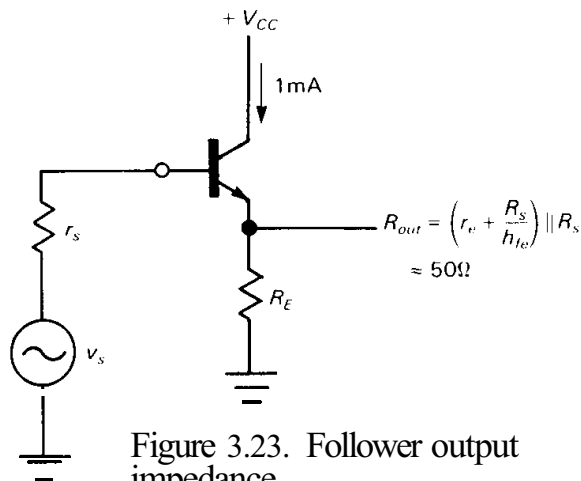 + V_CC
1mA
r_s
v_s
R_E
R_out = (r_e + R_s / h_fe) || R_s
≈ 50Ω
Figure 3.23. Follower output
impedance